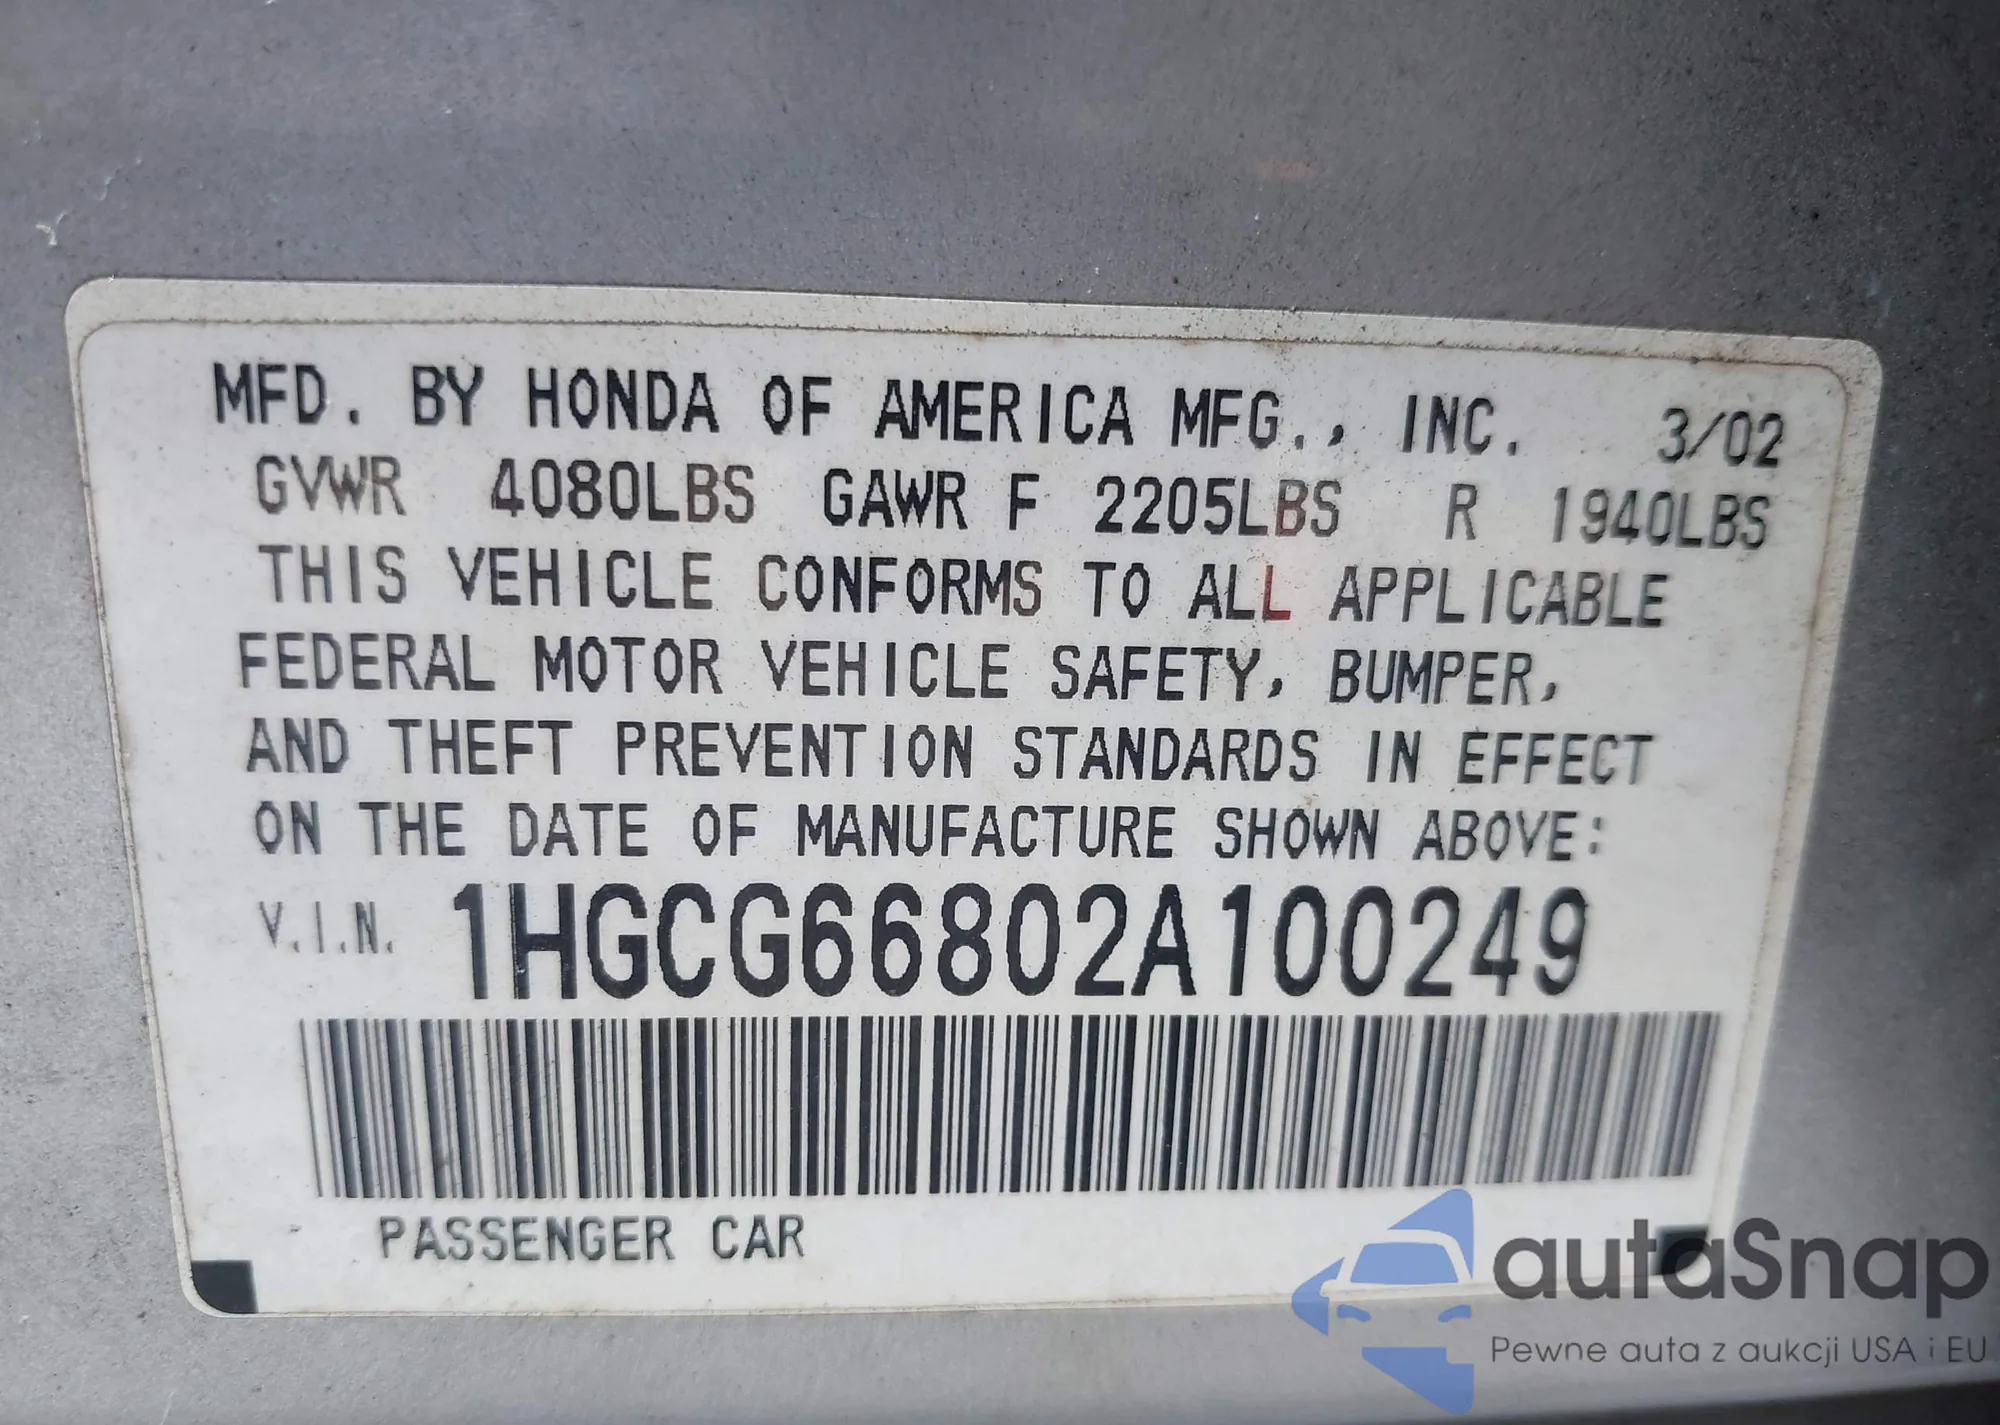 MFD. BY HONDA OF AMERICA MFG., INC. 3/02
GVWR 4080LBS GAWR F 2205LBS R 1940LBS
THIS VEHICLE CONFORMS TO ALL APPLICABLE
FEDERAL MOTOR VEHICLE SAFETY, BUMPER,
AND THEFT PREVENTION STANDARDS IN EFFECT
ON THE DATE OF MANUFACTURE SHOWN ABOVE:
V.I.N. 1HGCG66802A100249
PASSENGER CAR
autaSnap
Pewne auta z aukcji USA i EU